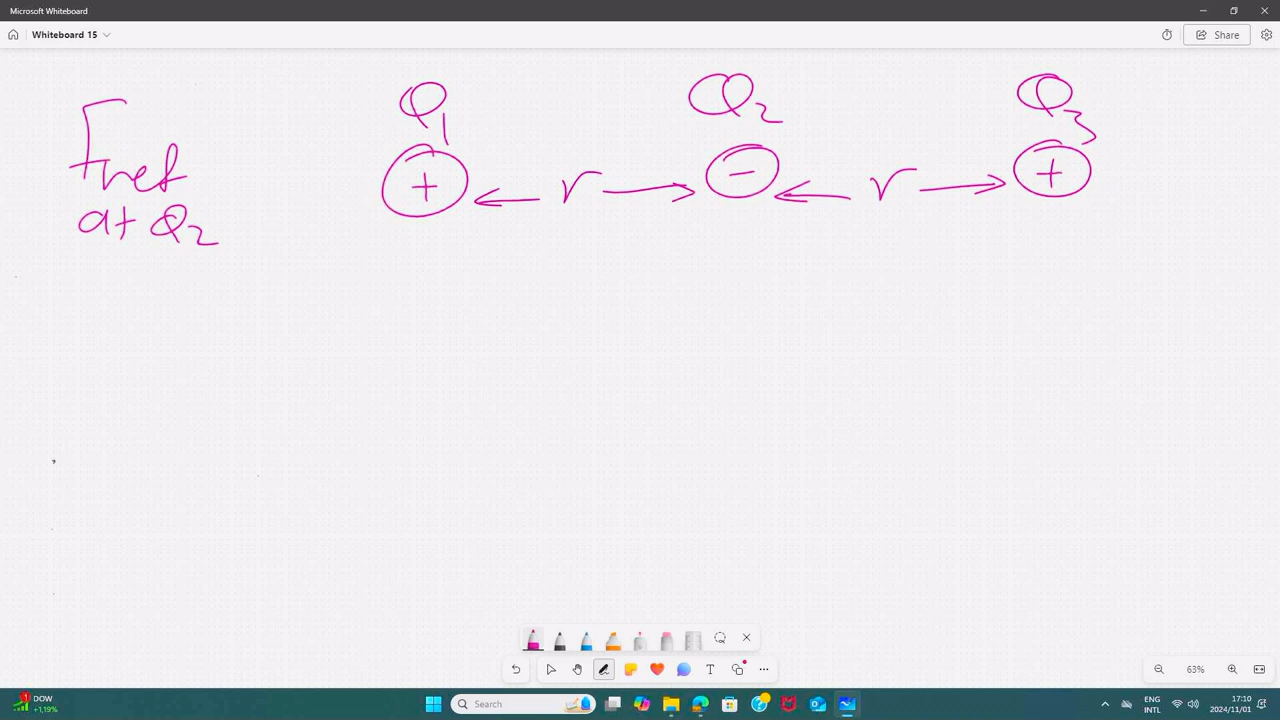 Microsoft Whiteboard
Whiteboard 15
Share
Q1 Q2 Q3
Fnet
at Q2
+ ← r → - ← r → +
63%
1
DOW
+1,19%
Search
ENG
INTL
17:10
2024/11/01